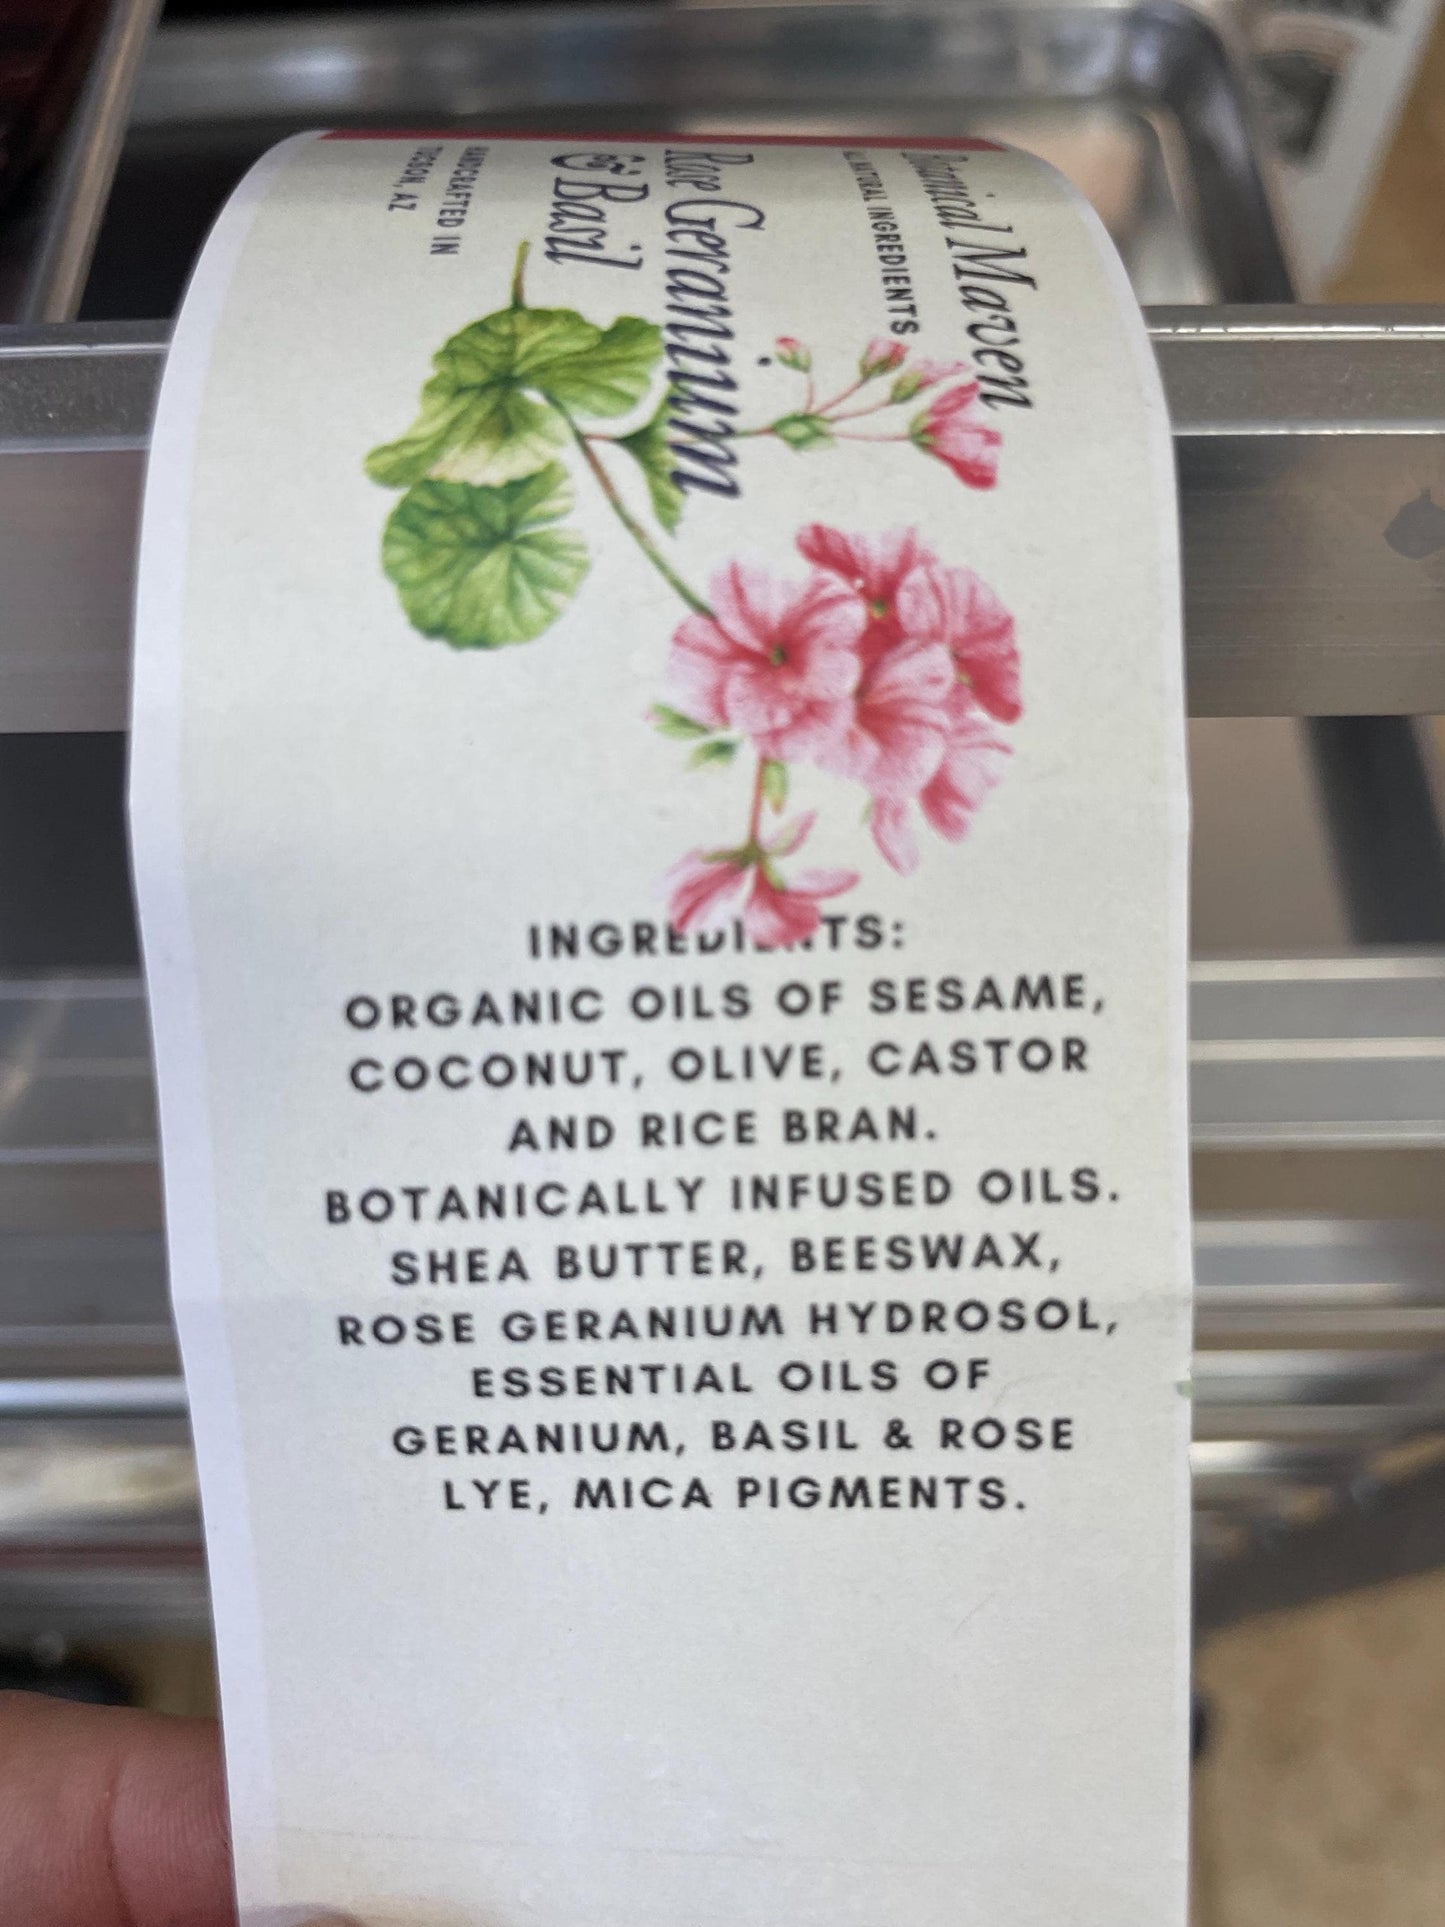 Botanical Maven
ALL NATURAL INGREDIENTS
Rose Geranium
& Basil
HANDCRAFTED IN
TUCSON, AZ
INGREDIENTS:
ORGANIC OILS OF SESAME,
COCONUT, OLIVE, CASTOR
AND RICE BRAN.
BOTANICALLY INFUSED OILS.
SHEA BUTTER, BEESWAX,
ROSE GERANIUM HYDROSOL,
ESSENTIAL OILS OF
GERANIUM, BASIL & ROSE
LYE, MICA PIGMENTS.